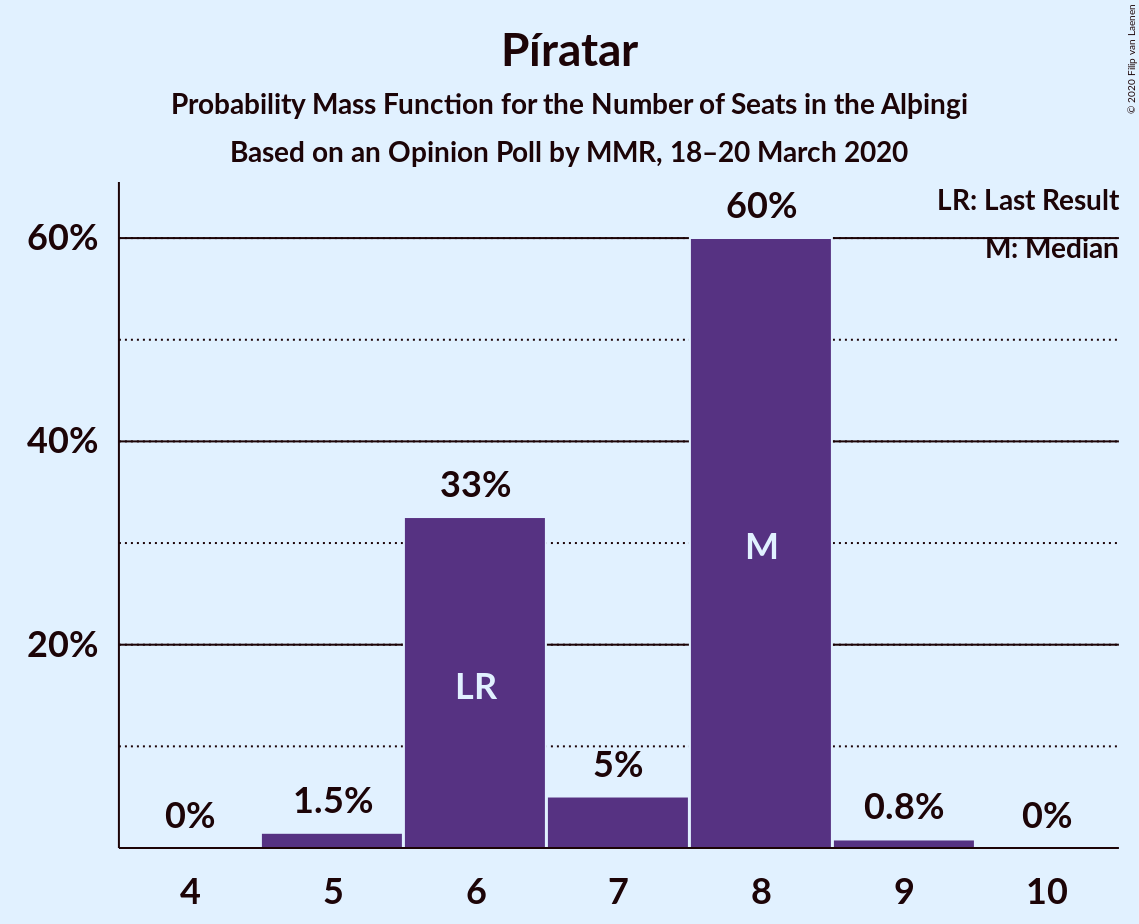 Píratar
Probability Mass Function for the Number of Seats in the Alþingi
Based on an Opinion Poll by MMR, 18–20 March 2020
© 2020 Filip van Laenen
LR: Last Result
M: Median
60%
40%
20%
0%
1.5%
33%
5%
60%
0.8%
0%
LR
M
4
5
6
7
8
9
10